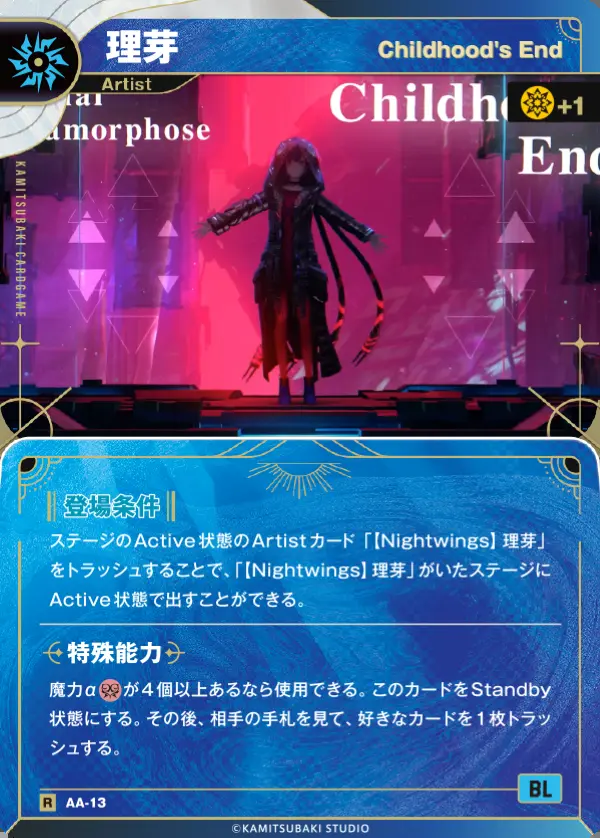 理芽
Childhood's End
Artist
+1
amorphose
Childho
End
KAMITSUBAKI CARDGAME
登場条件
ステージのActive状態のArtistカード「【Nightwings】理芽」
をトラッシュすることで、「【Nightwings】理芽」がいたステージに
Active状態で出すことができる。
特殊能力
魔力αが4個以上あるなら使用できる。このカードをStandby
状態にする。その後、相手の手札を見て、好きなカードを1枚トラッ
シュする。
BL
R AA-13
©KAMITSUBAKI STUDIO